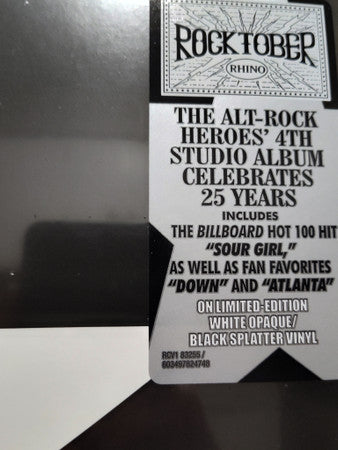 ROCKTOBER
RHINO
THE ALT-ROCK
HEROES' 4TH
STUDIO ALBUM
CELEBRATES
25 YEARS
INCLUDES
THE BILLBOARD HOT 100 HIT
"SOUR GIRL,"
AS WELL AS FAN FAVORITES
"DOWN" AND "ATLANTA"
ON LIMITED-EDITION
WHITE OPAQUE/
BLACK SPLATTER VINYL
RCV1 83255 /
603497824748